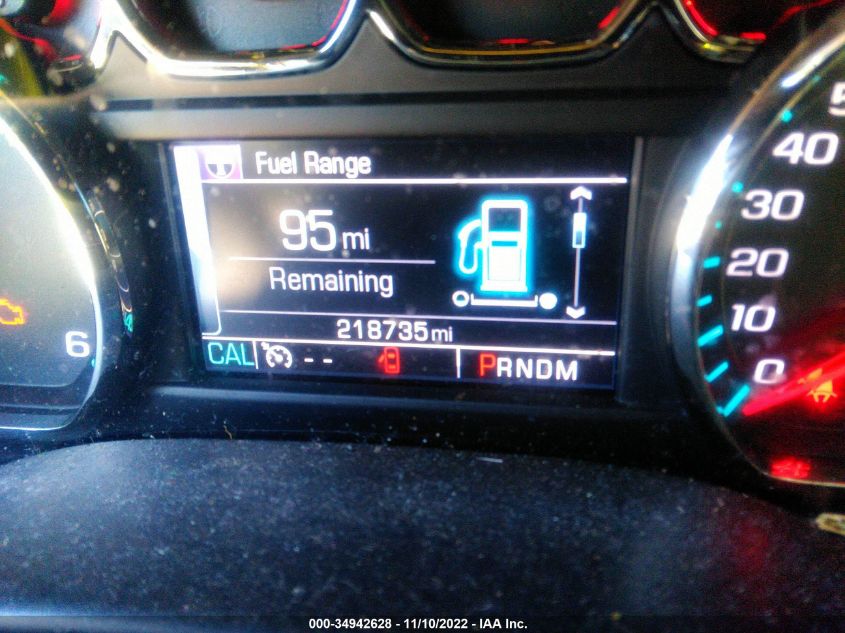 Fuel Range
95 mi
Remaining
218735 mi
CAL -- PRNDM
6
5
40
30
20
10
0
000-34942628 - 11/10/2022 - IAA Inc.